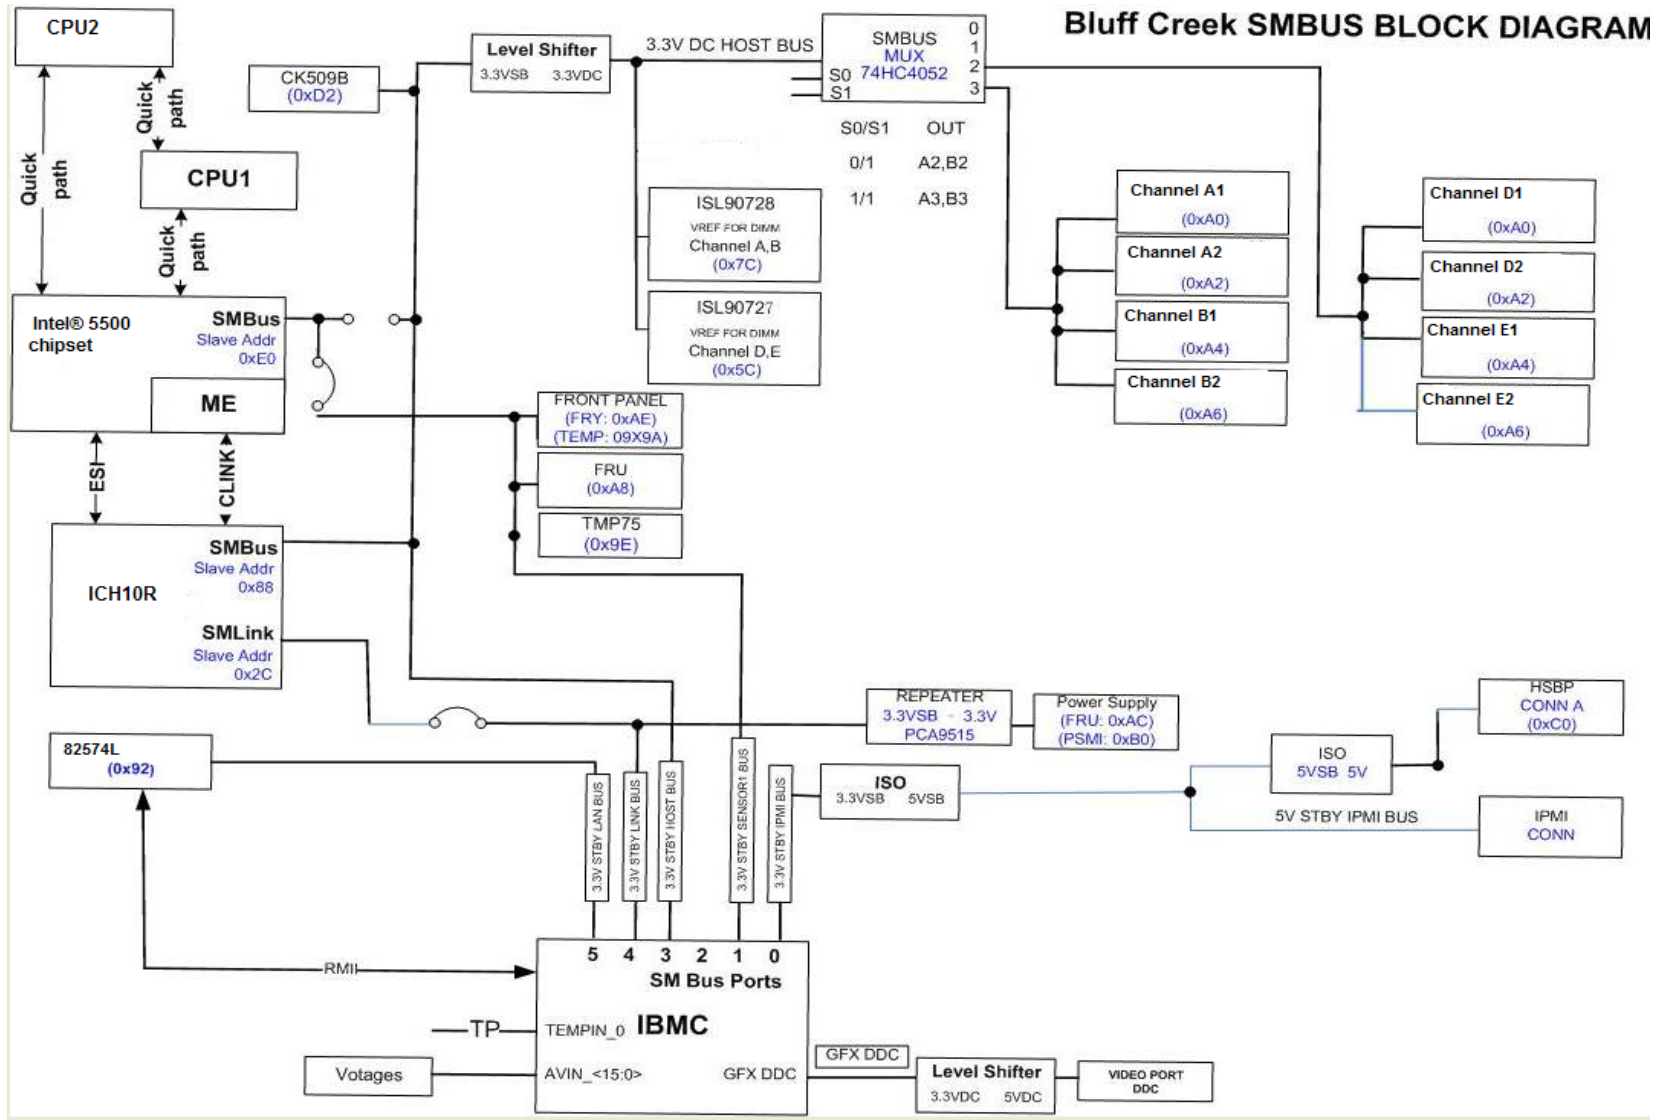 Bluff Creek SMBUS BLOCK DIAGRAM
CPU2
Quick
path
Quick
path
CPU1
Quick
path
CK509B
(0xD2)
Level Shifter
3.3VSB 3.3VDC
3.3V DC HOST BUS
SMBUS
MUX
74HC4052
S0
S1
0
1
2
3
S0/S1 OUT
0/1 A2,B2
1/1 A3,B3
ISL90728
VREF FOR DIMM
Channel A,B
(0x7C)
ISL90727
VREF FOR DIMM
Channel D,E
(0x5C)
Channel A1
(0xA0)
Channel A2
(0xA2)
Channel B1
(0xA4)
Channel B2
(0xA6)
Channel D1
(0xA0)
Channel D2
(0xA2)
Channel E1
(0xA4)
Channel E2
(0xA6)
Intel® 5500
chipset
SMBus
Slave Addr
0xE0
ME
ESI
CLINK
FRONT PANEL
(FRY: 0xAE)
(TEMP: 09X9A)
FRU
(0xA8)
TMP75
(0x9E)
ICH10R
SMBus
Slave Addr
0x88
SMLink
Slave Addr
0x2C
82574L
(0x92)
REPEATER
3.3VSB - 3.3V
PCA9515
Power Supply
(FRU: 0xAC)
(PSMI: 0xB0)
HSBP
CONN A
(0xC0)
ISO
5VSB 5V
ISO
3.3VSB 5VSB
5V STBY IPMI BUS
IPMI
CONN
3.3V STBY LAN BUS
3.3V STBY LINK BUS
3.3V STBY HOST BUS
3.3V STBY SENSOR1 BUS
3.3V STBY IPMI BUS
5 4 3 2 1 0
SM Bus Ports
RMII
IBMC
TP
TEMPIN_0
Votages
AVIN_<15:0>
GFX DDC
GFX DDC
Level Shifter
3.3VDC 5VDC
VIDEO PORT
DDC